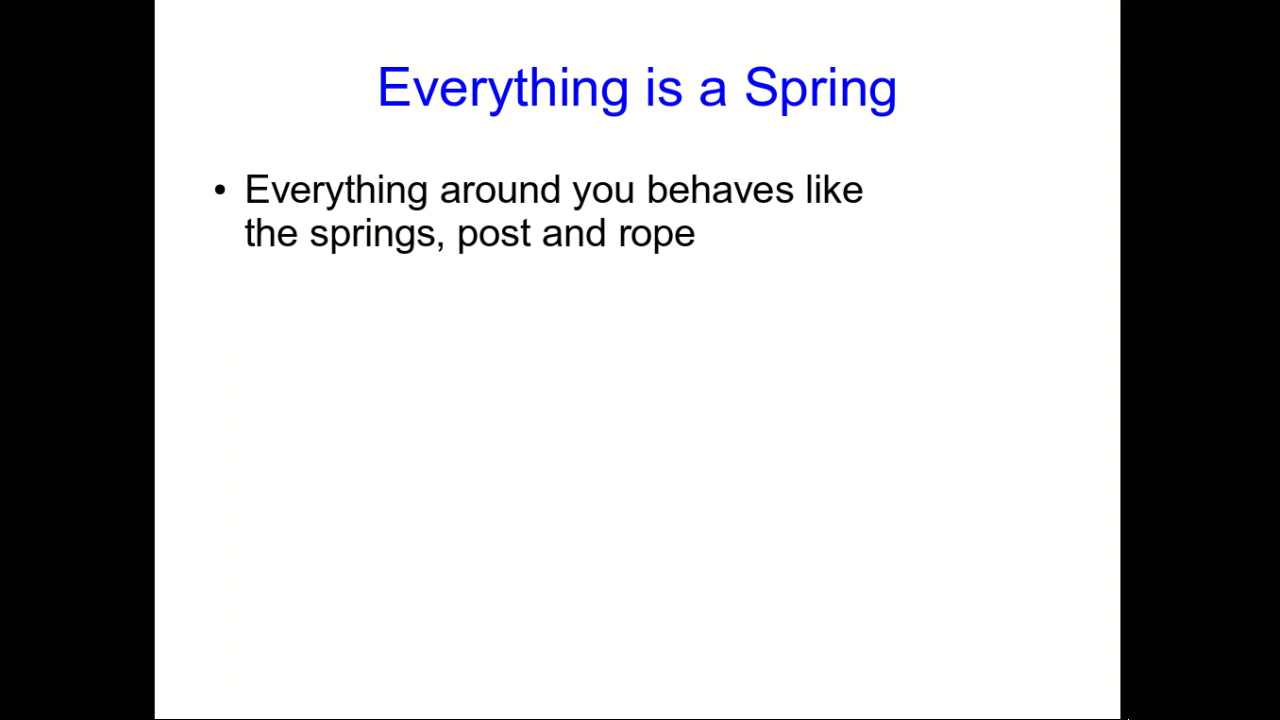 Everything is a Spring
• Everything around you behaves like
the springs, post and rope